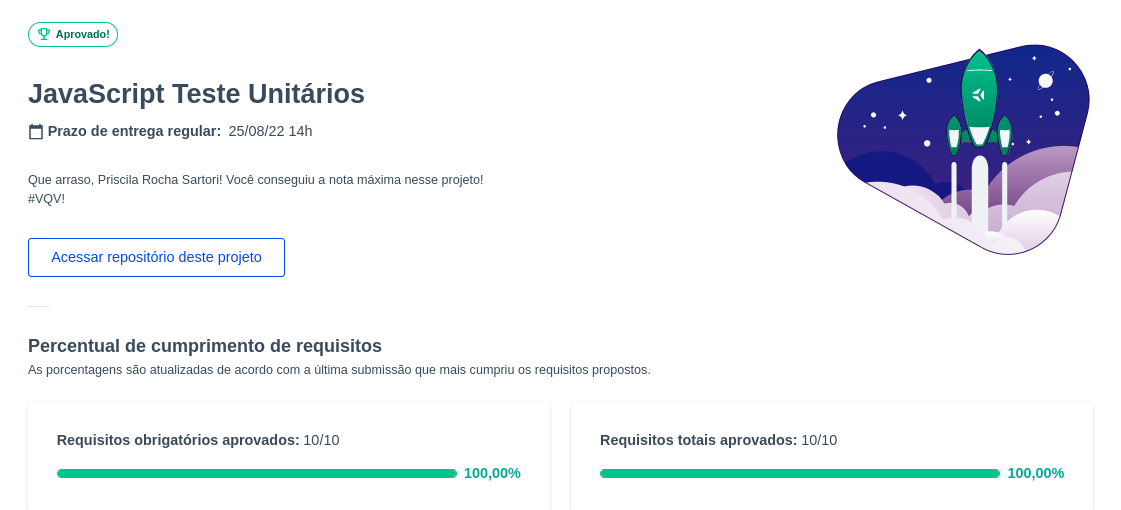 Aprovado!
JavaScript Teste Unitários
Prazo de entrega regular: 25/08/22 14h
Que arraso, Priscila Rocha Sartori! Você conseguiu a nota máxima nesse projeto!
#VQV!
Acessar repositório deste projeto
Percentual de cumprimento de requisitos
As porcentagens são atualizadas de acordo com a última submissão que mais cumpriu os requisitos propostos.
Requisitos obrigatórios aprovados: 10/10
100,00%
Requisitos totais aprovados: 10/10
100,00%